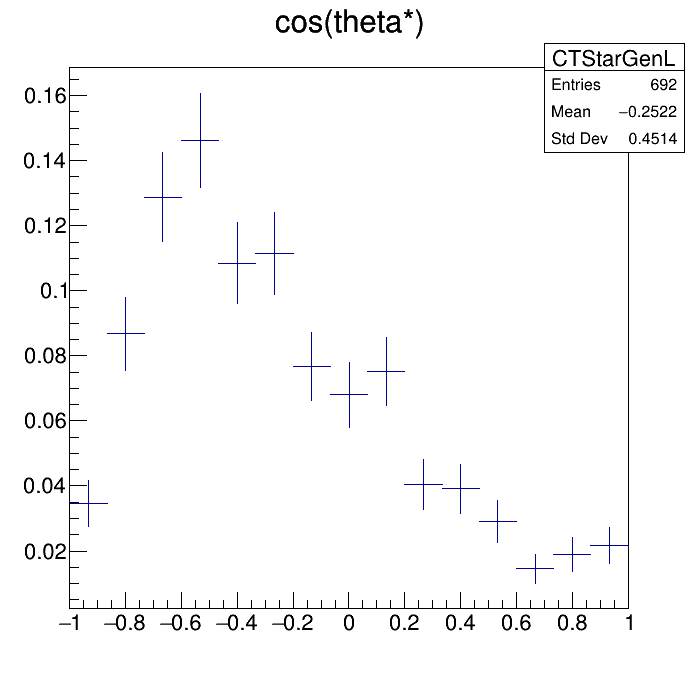 cos(theta*)
CTStarGenL
Entries 692
Mean −0.2522
Std Dev 0.4514
0.16
0.14
0.12
0.1
0.08
0.06
0.04
0.02
−1 −0.8 −0.6 −0.4 −0.2 0 0.2 0.4 0.6 0.8 1